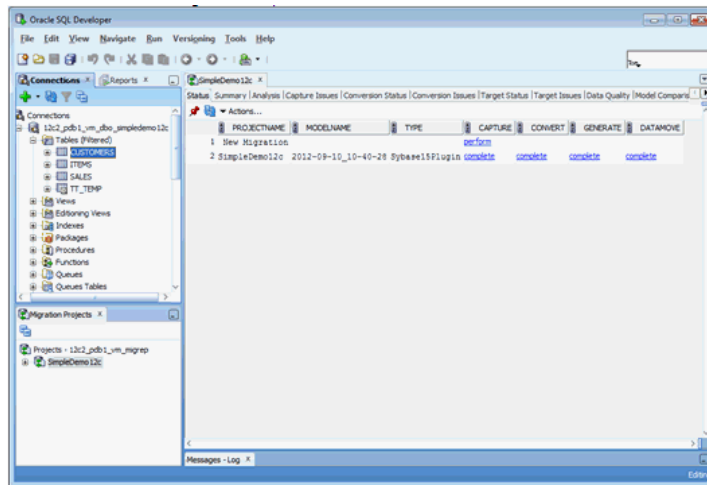 Oracle SQL Developer
File Edit View Navigate Run Versioning Tools Help
Connections Reports
SimpleDemo12c
Status Summary Analysis Capture Issues Conversion Status Conversion Issues Target Status Target Issues Data Quality Model Comparis
Actions...
PROJECTNAME MODELNAME TYPE CAPTURE CONVERT GENERATE DATAMOVE
1 New Migration perform
2 SimpleDemo12c 2012-09-10_10-40-28 Sybase15Plugin complete complete complete complete
Connections
12c2_pdb1_vm_dbo_simpledemo12c
Tables (Filtered)
CUSTOMERS
ITEMS
SALES
TT_TEMP
Views
Editioning Views
Indexes
Packages
Procedures
Functions
Queues
Queues Tables
Migration Projects
Projects - 12c2_pdb1_vm_migrep
SimpleDemo12c
Messages - Log
Editin